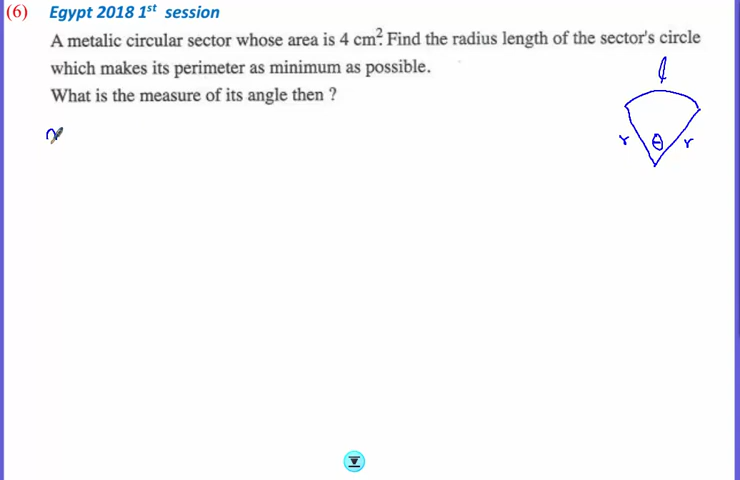 (6) Egypt 2018 1st session
A metalic circular sector whose area is 4 cm². Find the radius length of the sector's circle
which makes its perimeter as minimum as possible.
What is the measure of its angle then ?
ℓ
r θ r